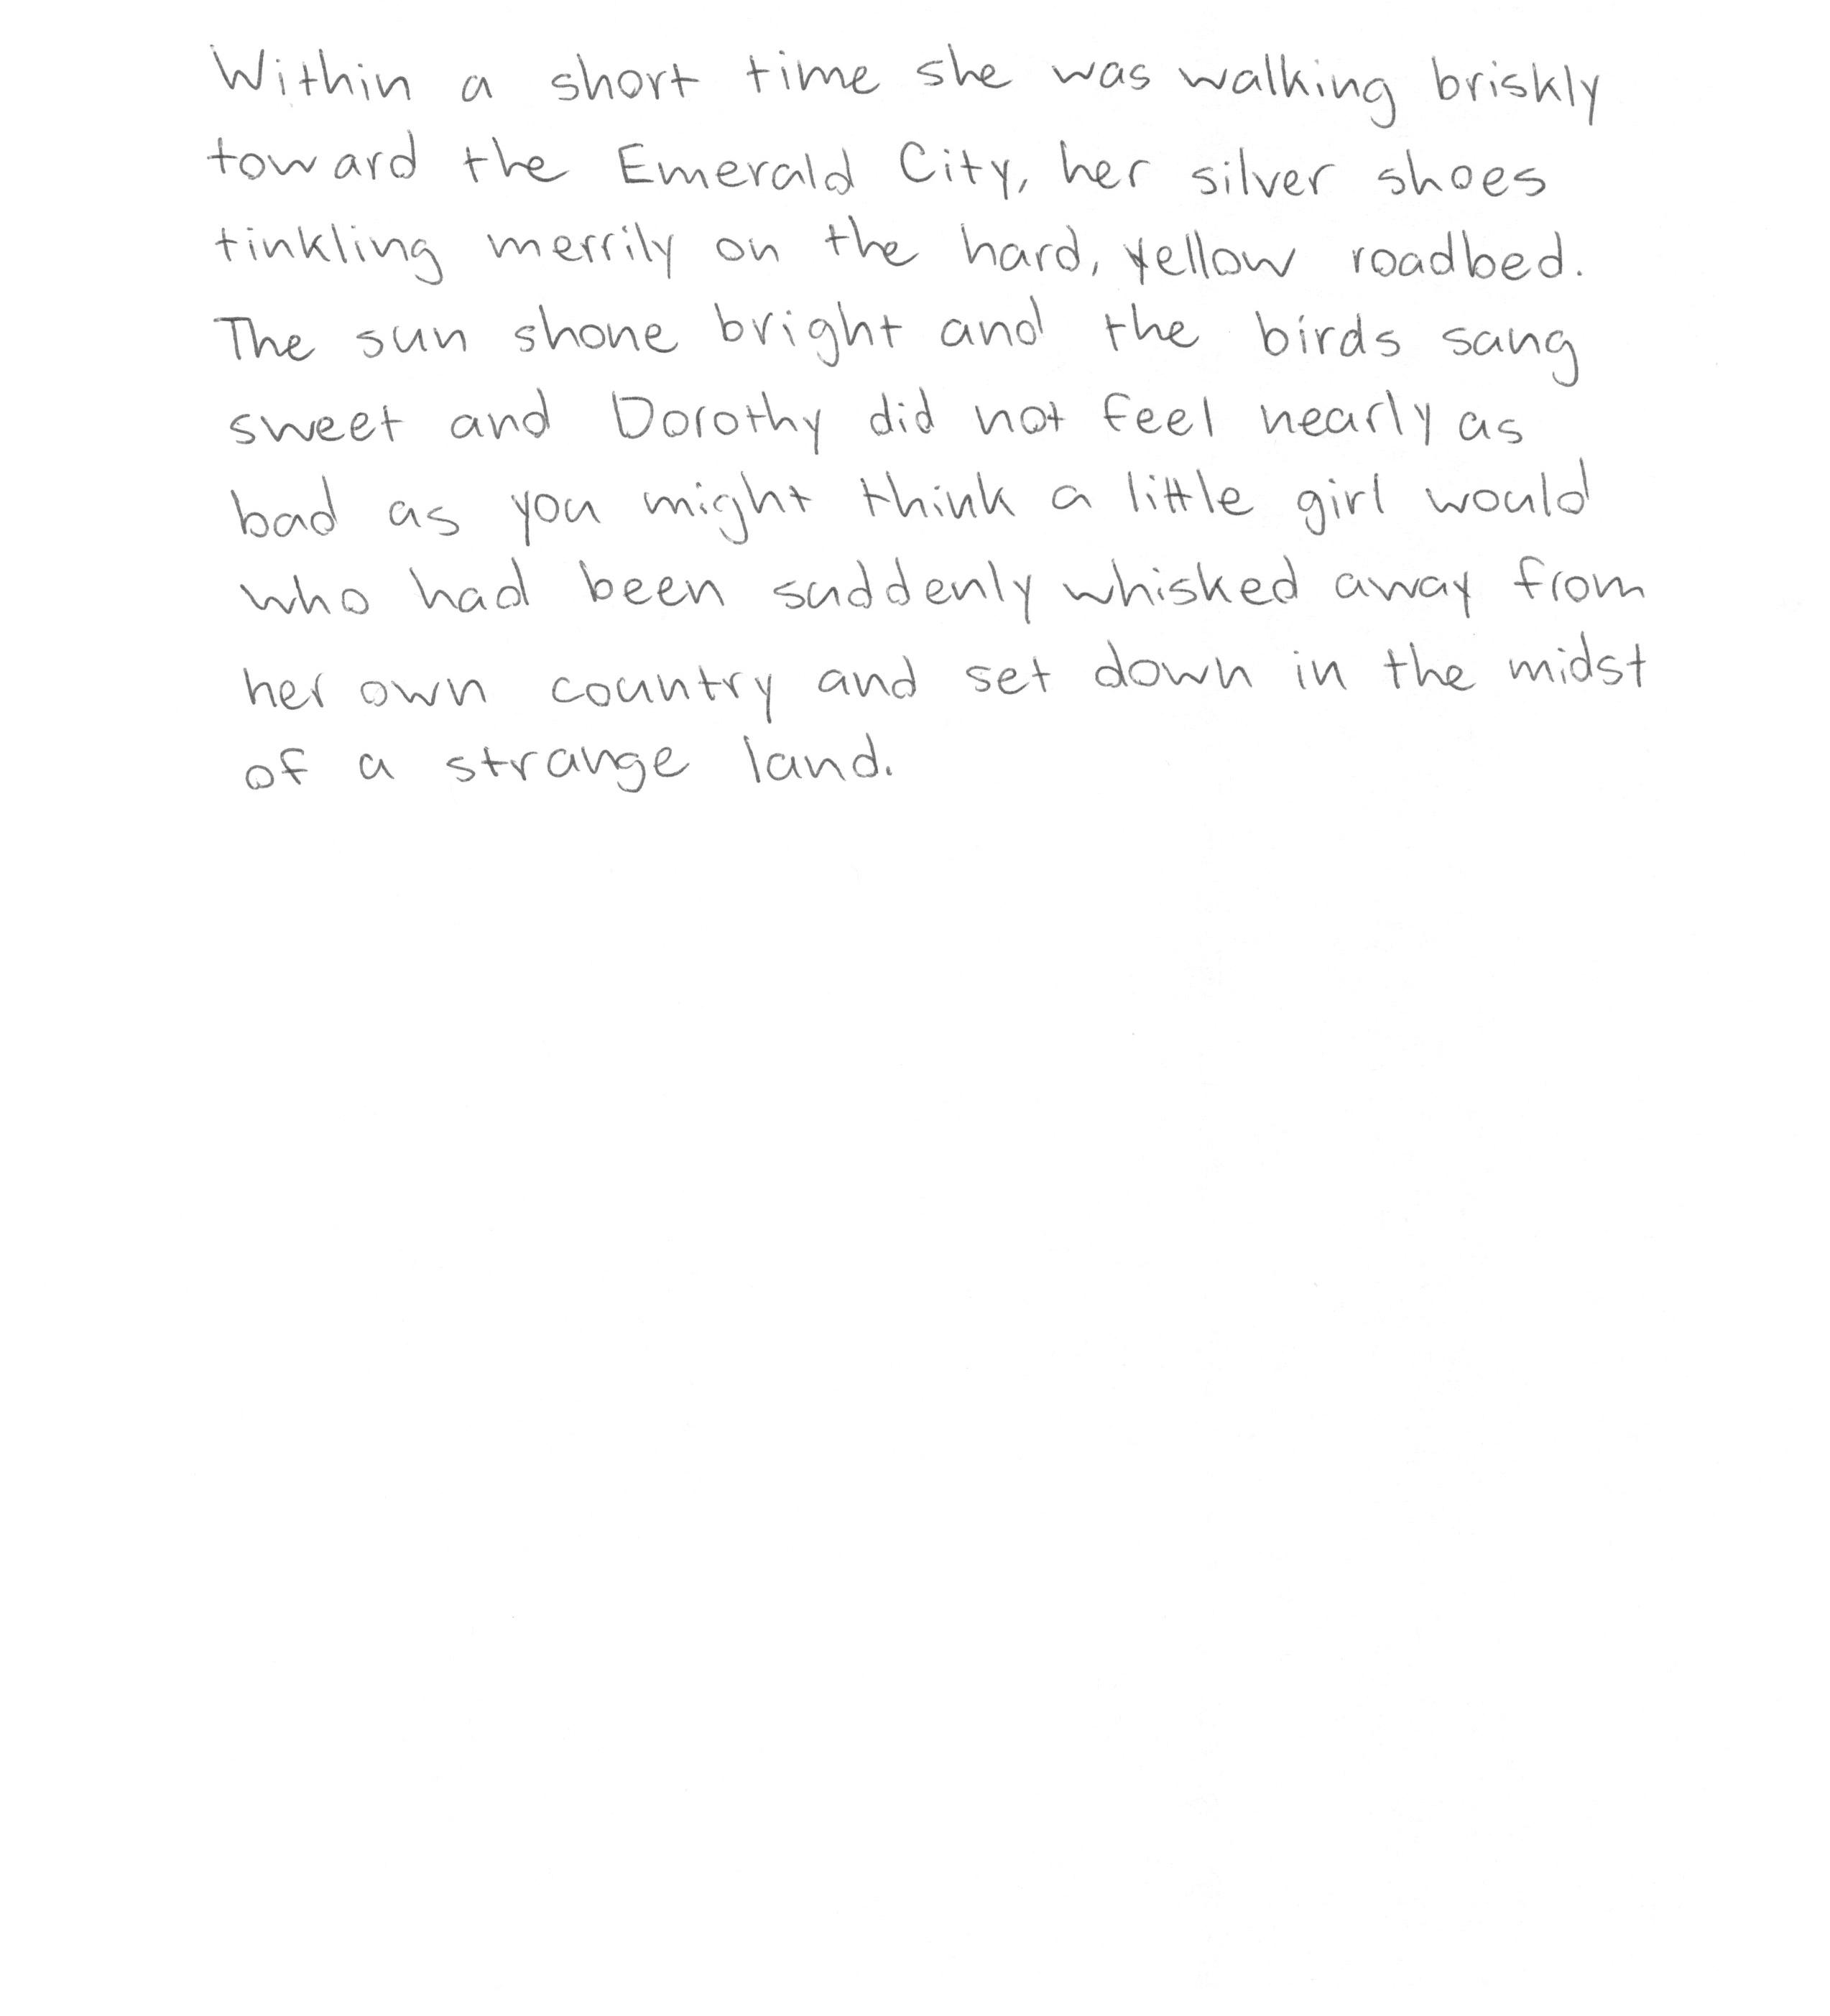 Within a short time she was walking briskly
toward the Emerald City, her silver shoes
tinkling merrily on the hard, yellow roadbed.
The sun shone bright and the birds sang
sweet and Dorothy did not feel nearly as
bad as you might think a little girl would
who had been suddenly whisked away from
her own country and set down in the midst
of a strange land.